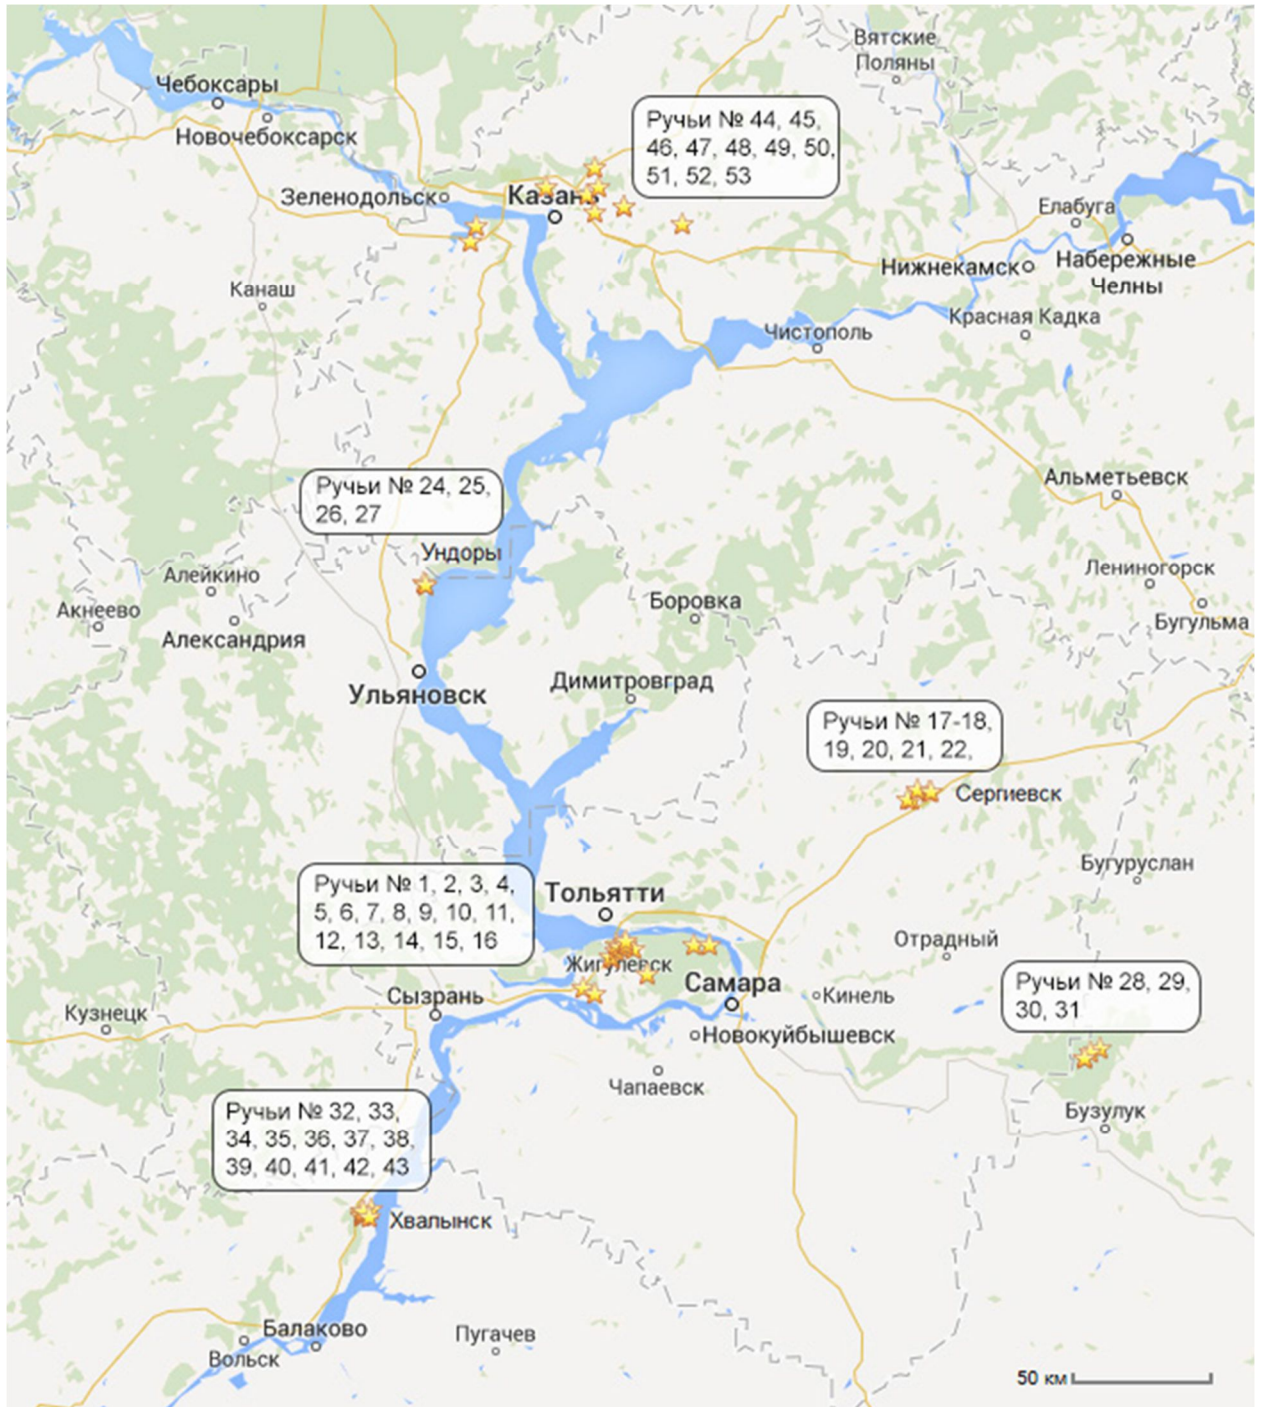 Вятские
Поляны
Чебоксары
Новочебоксарск
Ручьи № 44, 45,
46, 47, 48, 49, 50,
51, 52, 53
Зеленодольск
Казань
Елабуга
Набережные
Челны
Нижнекамск
Канаш
Красная Кадка
Чистополь
Альметьевск
Ручьи № 24, 25,
26, 27
Ундоры
Алейкино
Лениногорск
Акнеево
Боровка
Бугульма
Александрия
Димитровград
Ульяновск
Ручьи № 17-18,
19, 20, 21, 22,
Сергиевск
Бугуруслан
Ручьи № 1, 2, 3, 4,
5, 6, 7, 8, 9, 10, 11,
12, 13, 14, 15, 16
Тольятти
Отрадный
Жигулевск
Самара
Ручьи № 28, 29,
30, 31
Сызрань
Кинель
Кузнецк
Новокуйбышевск
Чапаевск
Бузулук
Ручьи № 32, 33,
34, 35, 36, 37, 38,
39, 40, 41, 42, 43
Хвалынск
Балаково
Пугачев
Вольск
50 км